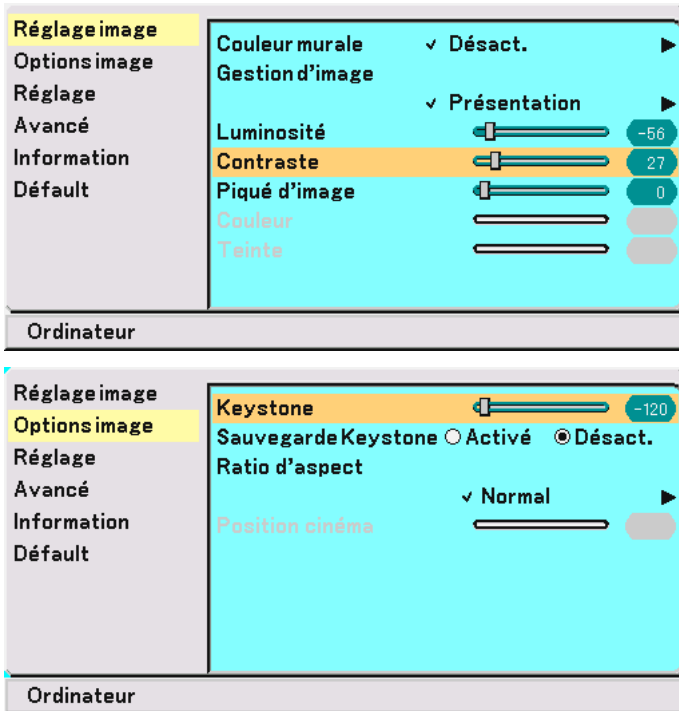 Réglage image
Options image
Réglage
Avancé
Information
Défault
Couleur murale ✓ Désact. ▶
Gestion d'image
✓ Présentation ▶
Luminosité -56
Contraste 27
Piqué d'image 0
Couleur
Teinte
Ordinateur
Réglage image
Options image
Réglage
Avancé
Information
Défault
Keystone -120
Sauvegarde Keystone Activé Désact.
Ratio d'aspect
✓ Normal ▶
Position cinéma
Ordinateur